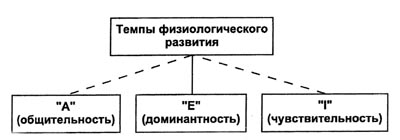 Темпы физиологического
развития
"А"
(общительность)
"Е"
(доминантность)
"I"
(чувствительность)